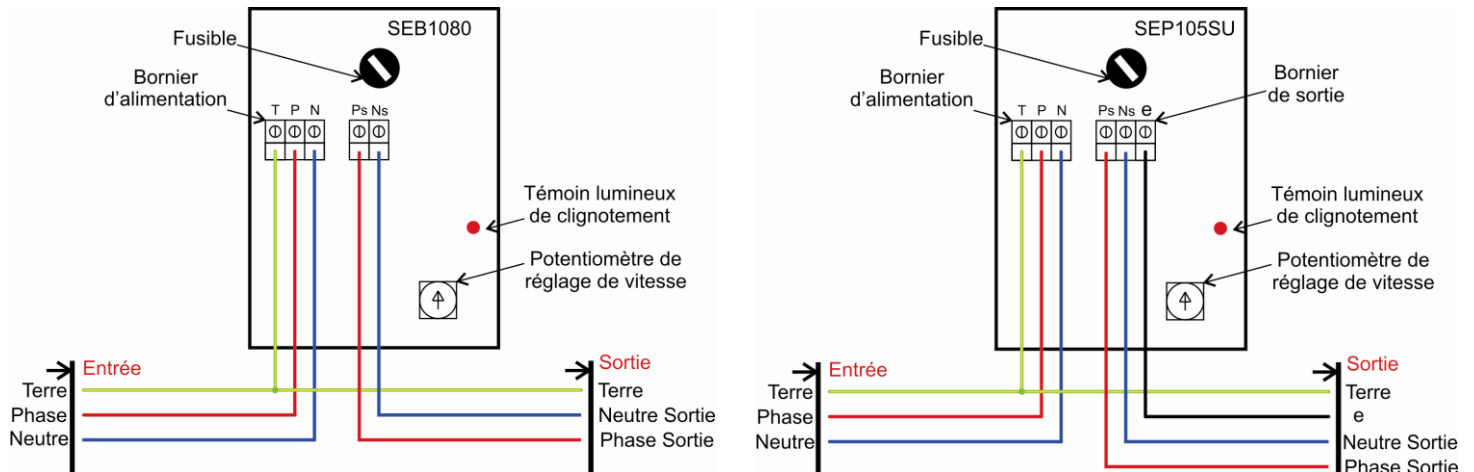 SEB1080
Fusible
Bornier
d'alimentation
T P N
Ps Ns
Témoin lumineux
de clignotement
Potentiomètre de
réglage de vitesse
Entrée
Sortie
Terre
Terre
Phase
Neutre Sortie
Neutre
Phase Sortie
SEP105SU
Fusible
Bornier
d'alimentation
Bornier
de sortie
T P N
Ps Ns e
Témoin lumineux
de clignotement
Potentiomètre de
réglage de vitesse
Entrée
Sortie
Terre
Terre
Phase
e
Neutre
Neutre Sortie
Phase Sortie